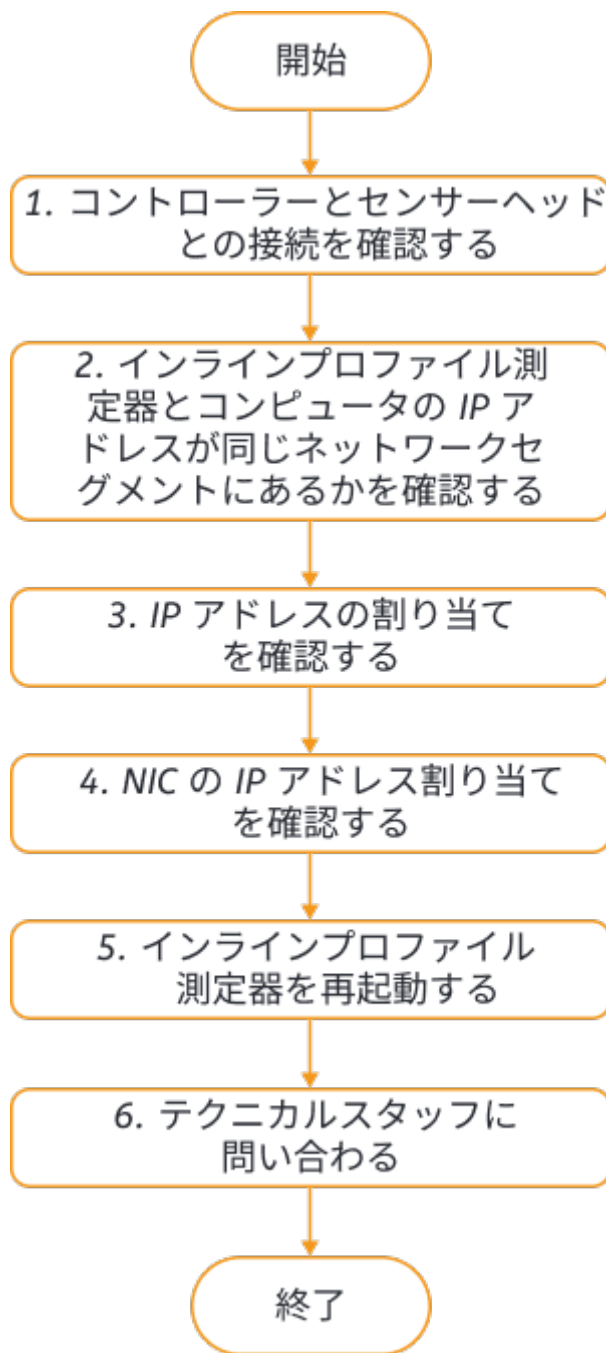 開始
1. コントローラーとセンサーヘッド
との接続を確認する
2. インラインプロファイル測
定器とコンピュータの IP ア
ドレスが同じネットワークセ
グメントにあるかを確認する
3. IP アドレスの割り当て
を確認する
4. NIC の IP アドレス割り当て
を確認する
5. インラインプロファイル
測定器を再起動する
6. テクニカルスタッフに
問い合わる
終了